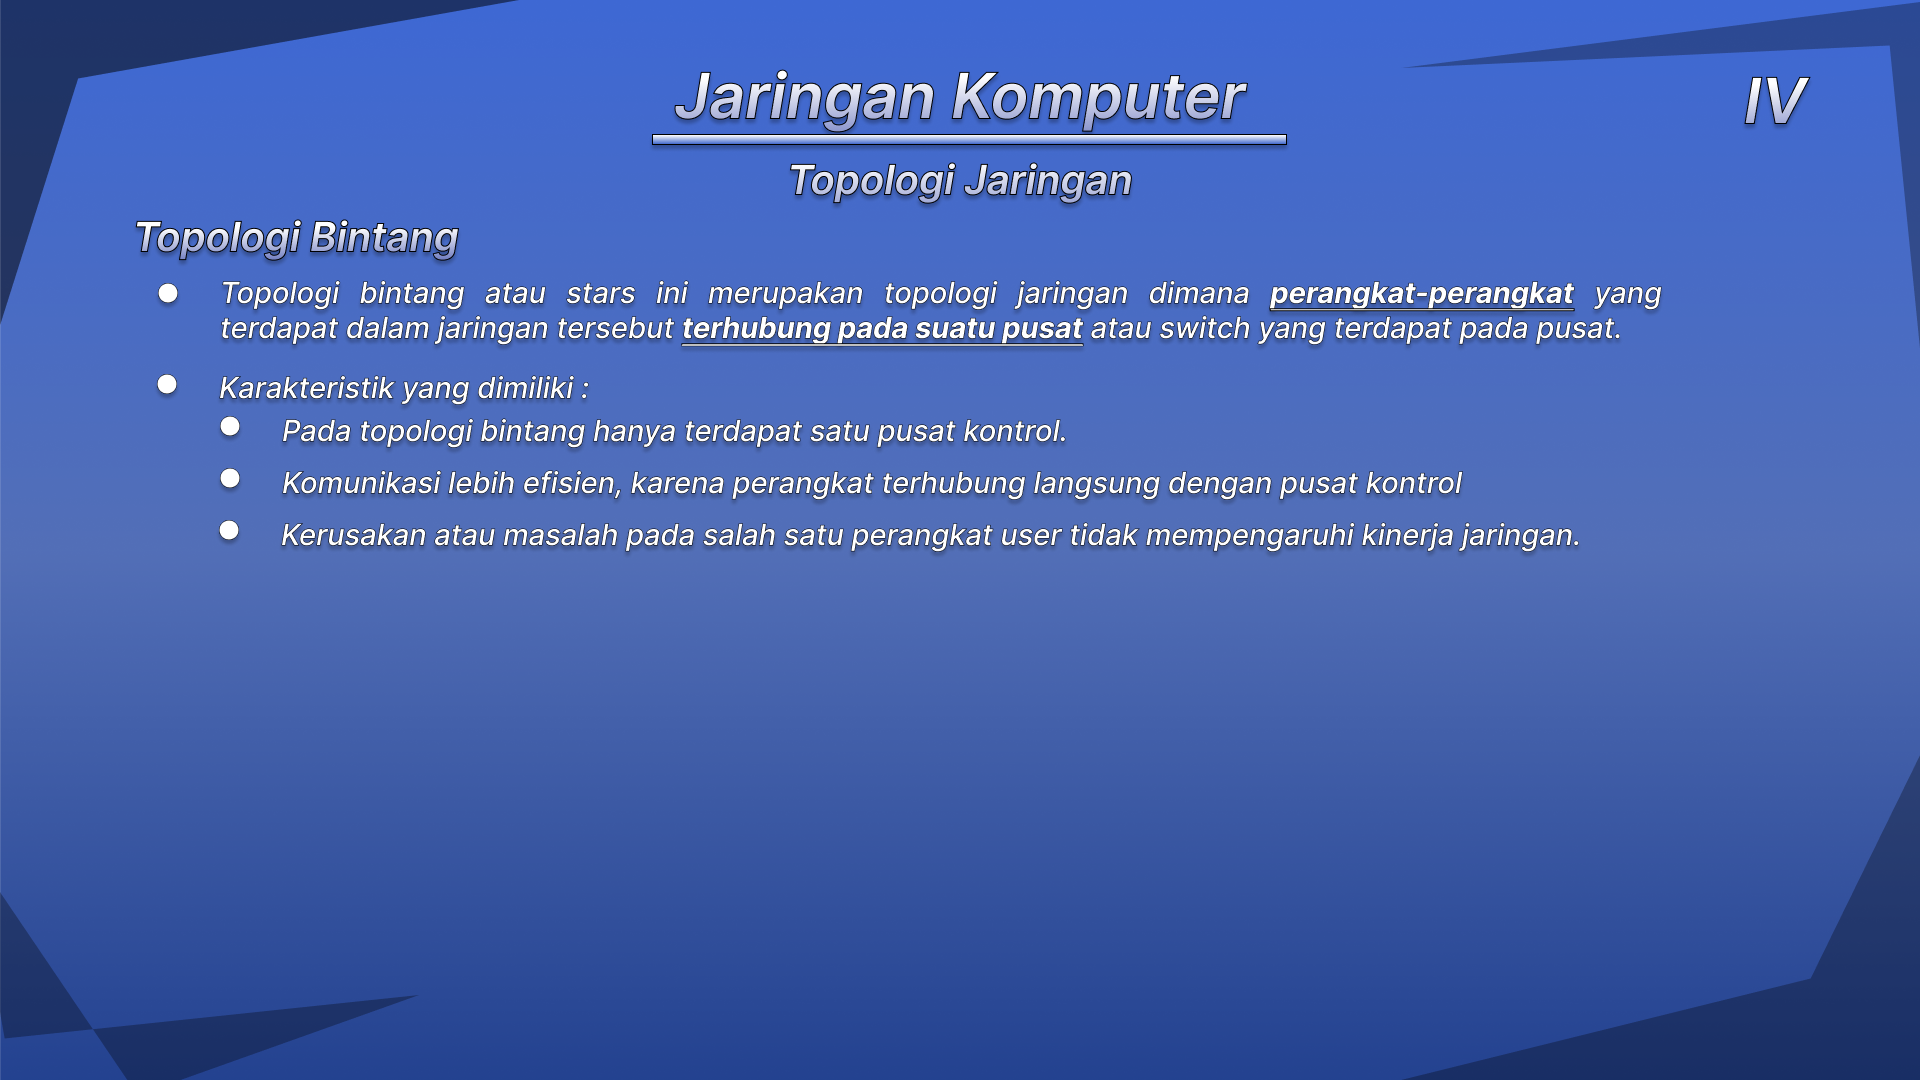 Jaringan Komputer
IV
Topologi Jaringan
Topologi Bintang
Topologi bintang atau stars ini merupakan topologi jaringan dimana perangkat-perangkat yang
terdapat dalam jaringan tersebut terhubung pada suatu pusat atau switch yang terdapat pada pusat.
Karakteristik yang dimiliki :
Pada topologi bintang hanya terdapat satu pusat kontrol.
Komunikasi lebih efisien, karena perangkat terhubung langsung dengan pusat kontrol
Kerusakan atau masalah pada salah satu perangkat user tidak mempengaruhi kinerja jaringan.